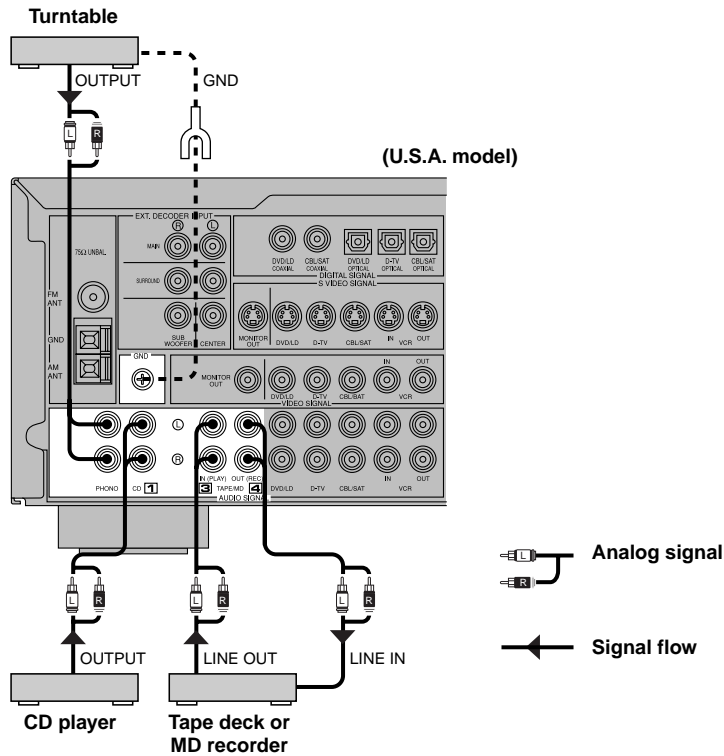 Turntable
OUTPUT
GND
L R
(U.S.A. model)
EXT. DECODER INPUT
R L
MAIN
SURROUND
SUB WOOFER
CENTER
75Ω UNBAL.
FM ANT
GND
AM ANT
DVD/LD COAXIAL
CBL/SAT COAXIAL
DVD/LD OPTICAL
D-TV OPTICAL
CBL/SAT OPTICAL
DIGITAL SIGNAL
S VIDEO SIGNAL
MONITOR OUT
DVD/LD
D-TV
CBL/SAT
IN
VCR
OUT
GND
MONITOR OUT
IN
OUT
DVD/LD
D-TV
CBL/BAT
VCR
VIDEO SIGNAL
L
R
PHONO
CD 1
IN (PLAY)
OUT (REC)
3 TAPE/MD 4
AUDIO SIGNAL
DVD/LD
D-TV
CBL/SAT
IN
VCR
OUT
L R
L R
L R
OUTPUT
LINE OUT
LINE IN
CD player
Tape deck or
MD recorder
L
R
Analog signal
Signal flow